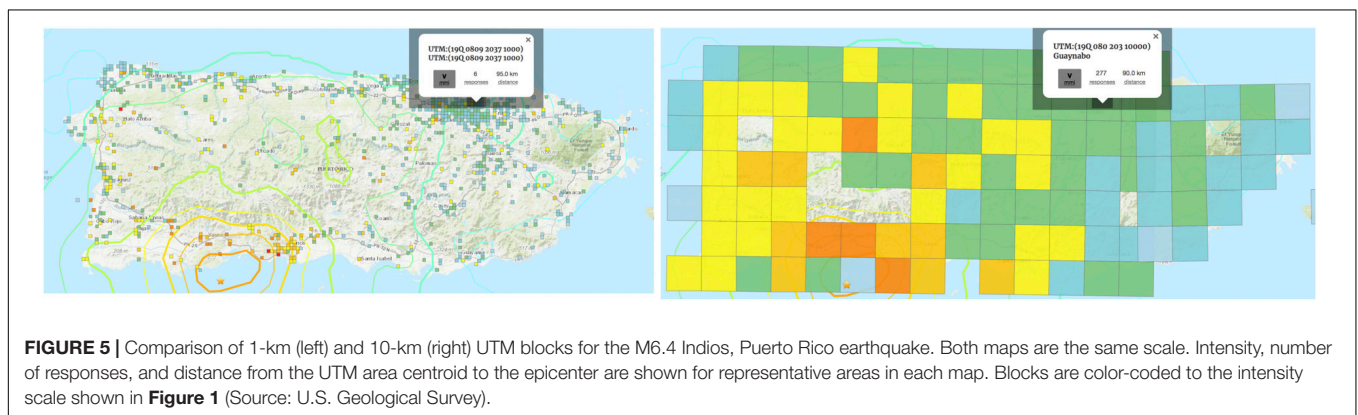 UTM:(19Q 0809 2037 1000)
UTM:(19Q 0809 2037 1000)
V 6 95.0 km
mmi responses distance
UTM:(19Q 080 203 10000)
Guaynabo
V 277 90.0 km
mmi responses distance
FIGURE 5 | Comparison of 1-km (left) and 10-km (right) UTM blocks for the M6.4 Indios, Puerto Rico earthquake. Both maps are the same scale. Intensity, number
of responses, and distance from the UTM area centroid to the epicenter are shown for representative areas in each map. Blocks are color-coded to the intensity
scale shown in Figure 1 (Source: U.S. Geological Survey).